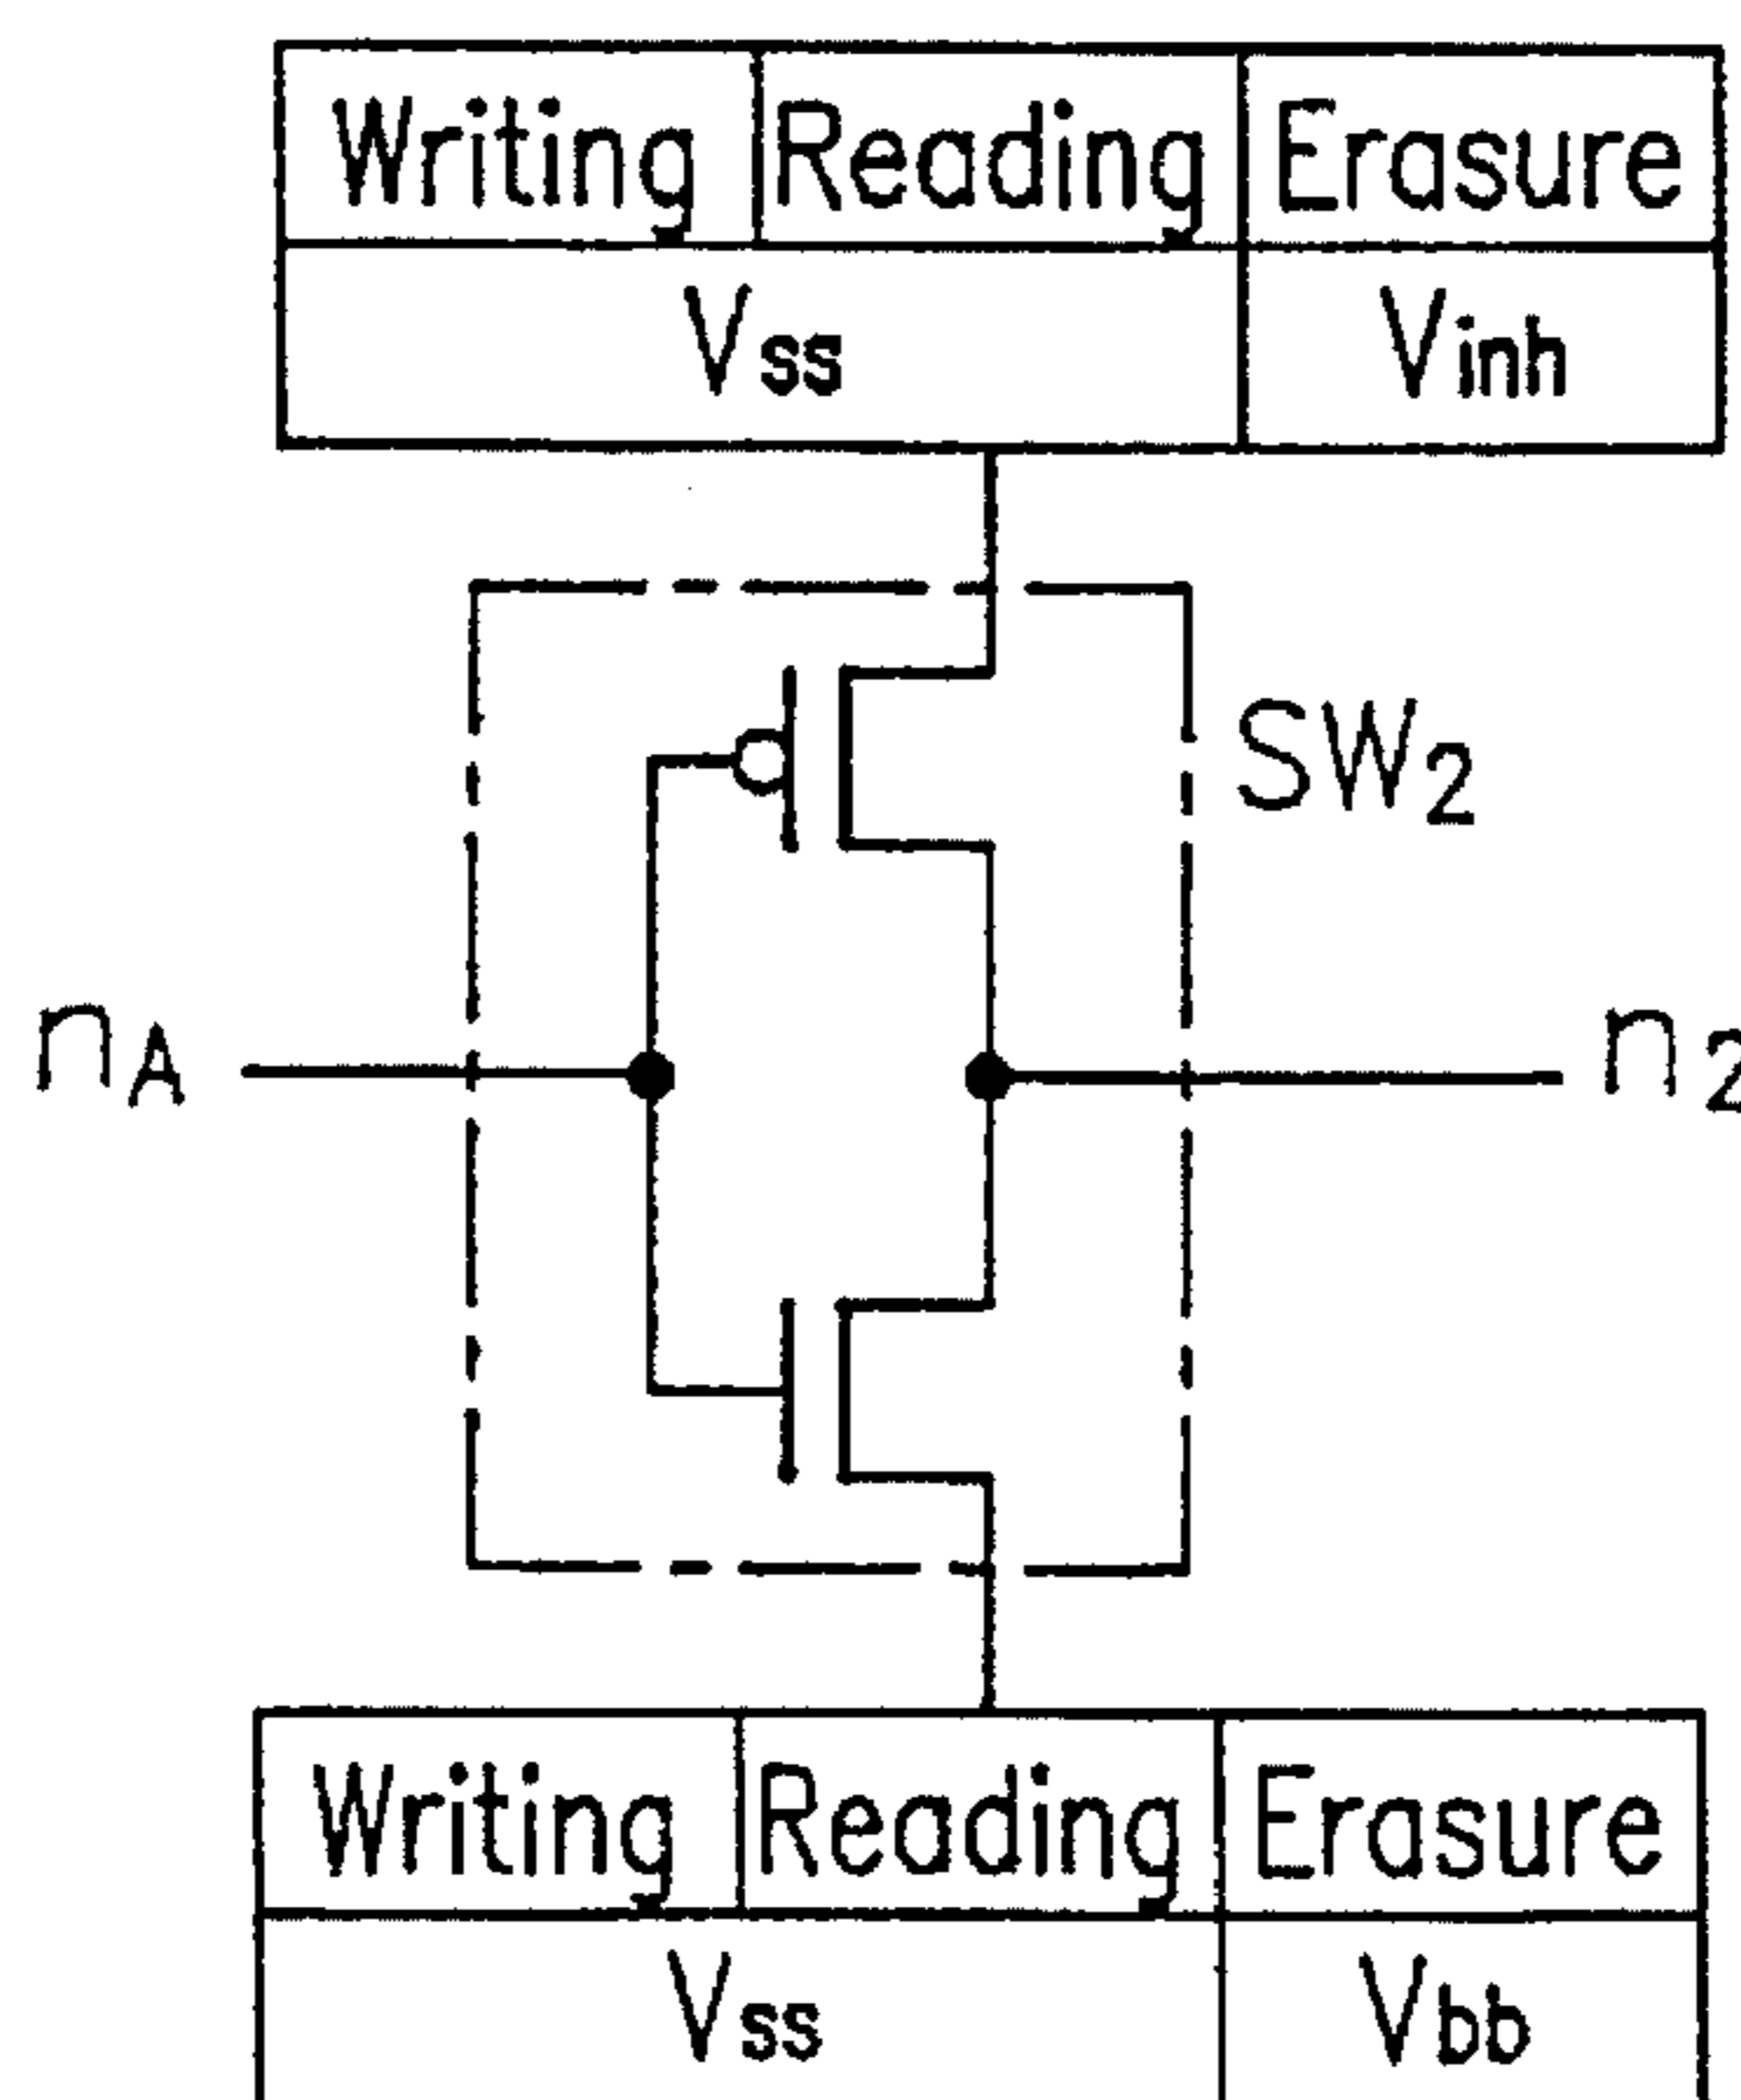 Writing Reading Erasure
Vss Vinh
SW2
nA n2
Writing Reading Erasure
Vss Vbb